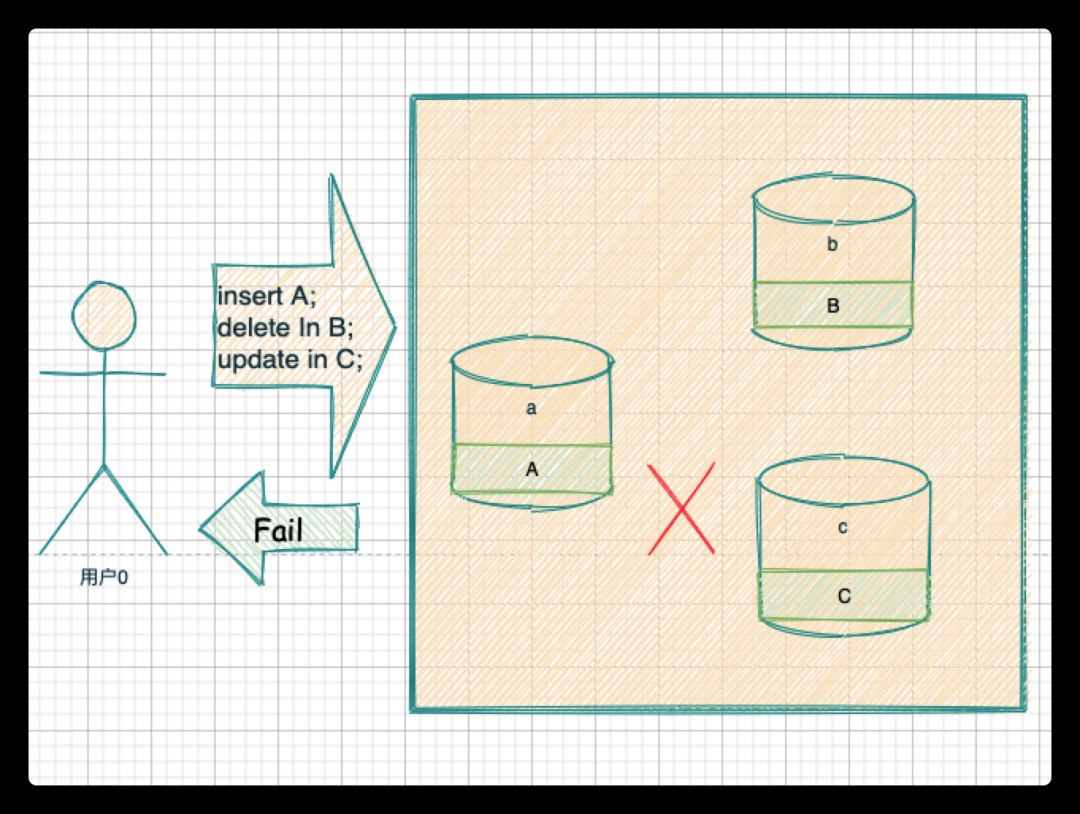 insert A;
delete In B;
update in C;
Fail
用户0
a
A
b
B
c
C